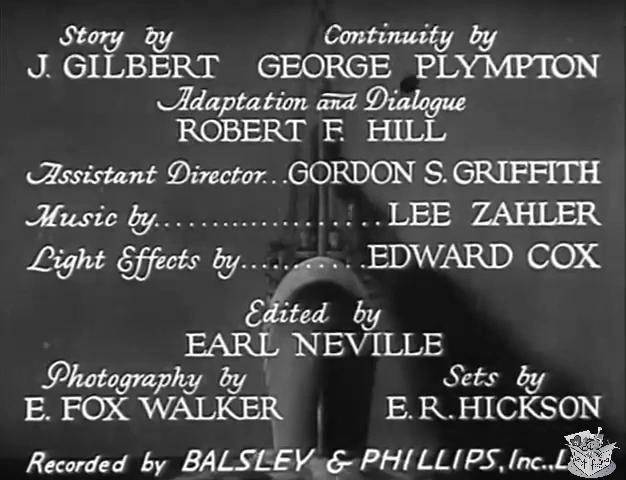 Story by Continuity by
J. GILBERT GEORGE PLYMPTON
Adaptation and Dialogue
ROBERT F. HILL
Assistant Director...GORDON S. GRIFFITH
Music by......................LEE ZAHLER
Light Effects by............EDWARD COX
Edited by
EARL NEVILLE
Photography by Sets by
E. FOX WALKER E. R. HICKSON
Recorded by BALSLEY & PHILLIPS, Inc., L